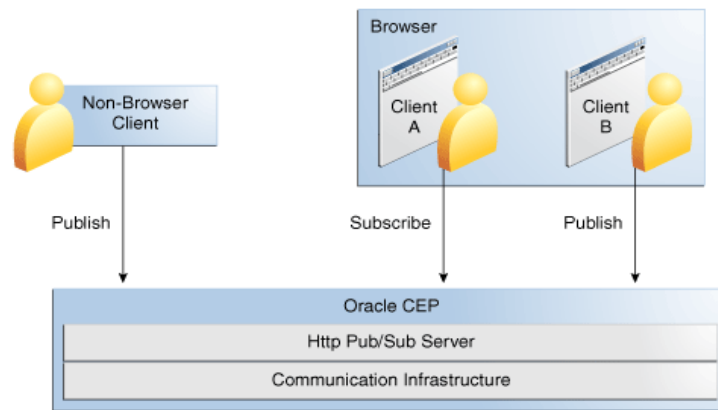 Browser
Non-Browser
Client
Client
A
Client
B
Publish
Subscribe
Publish
Oracle CEP
Http Pub/Sub Server
Communication Infrastructure